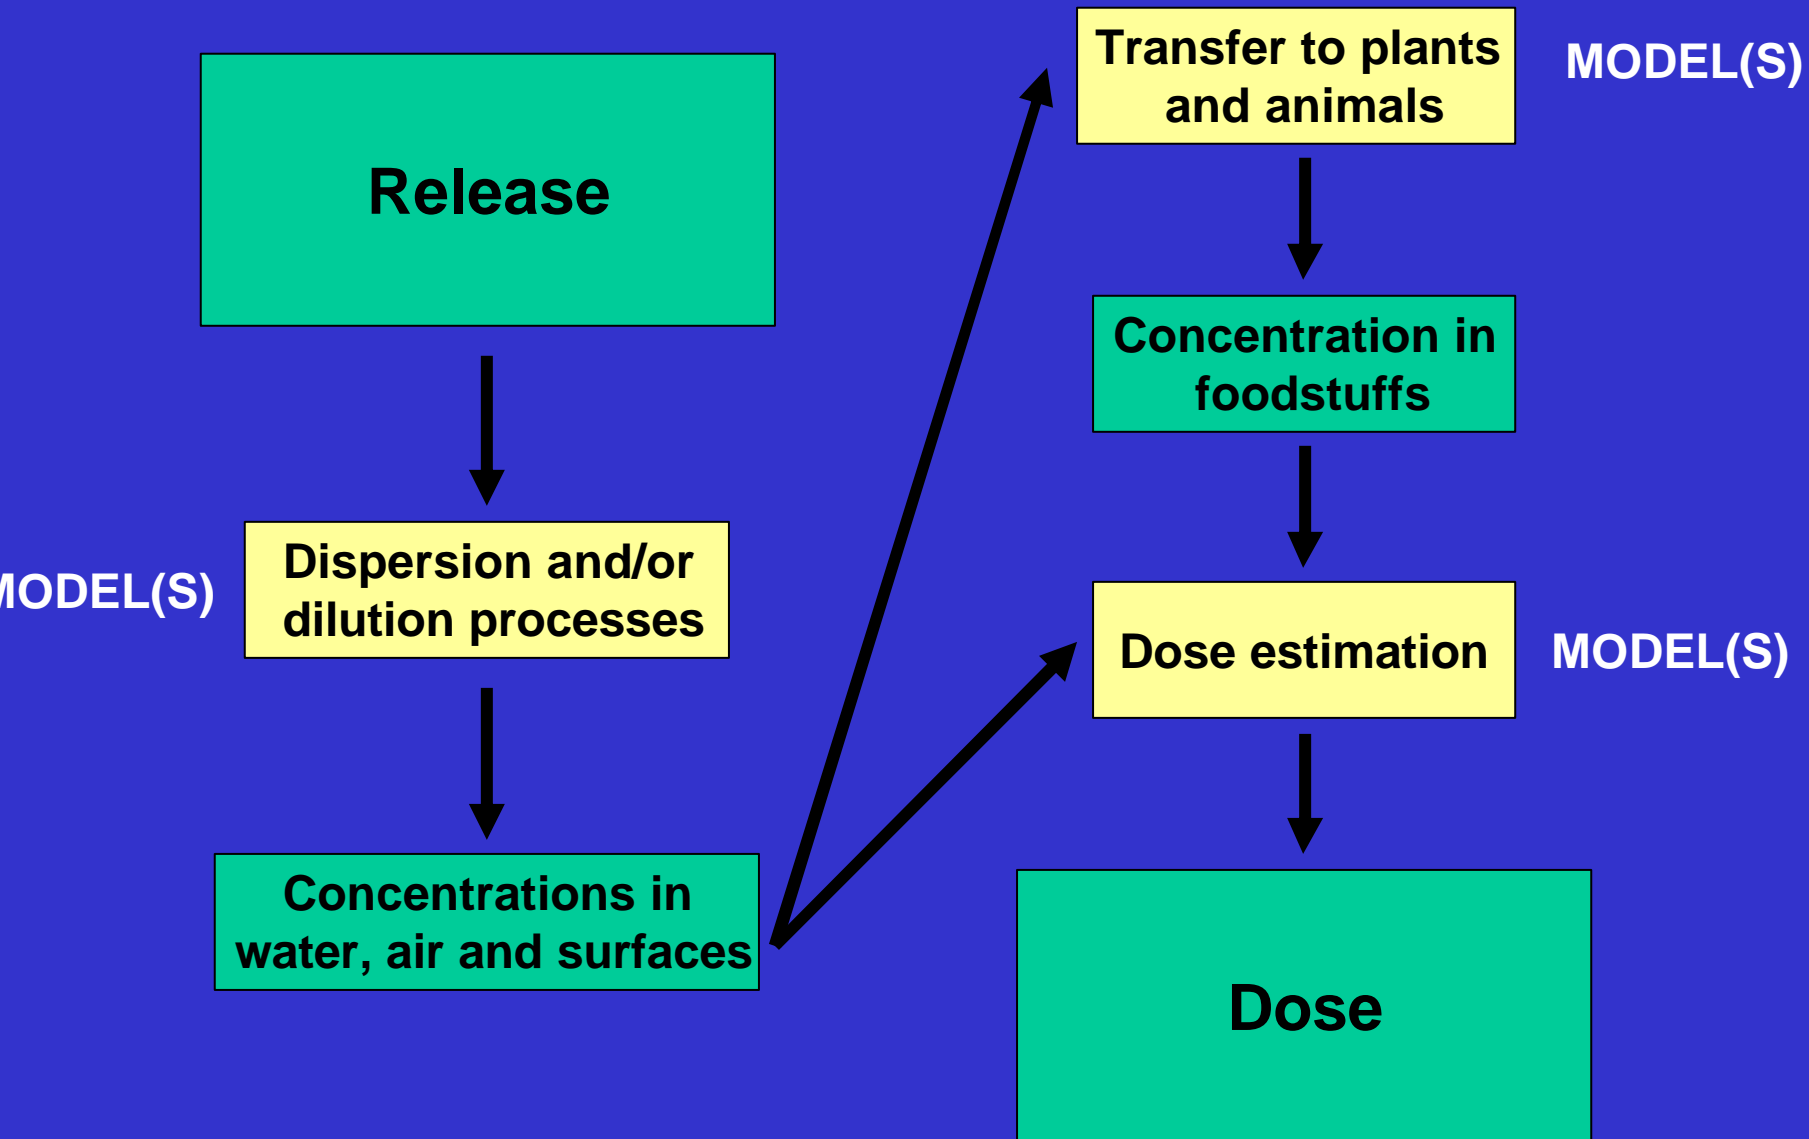 Release
MODEL(S)
Dispersion and/or
dilution processes
Concentrations in
water, air and surfaces
Transfer to plants
and animals
MODEL(S)
Concentration in
foodstuffs
Dose estimation
MODEL(S)
Dose